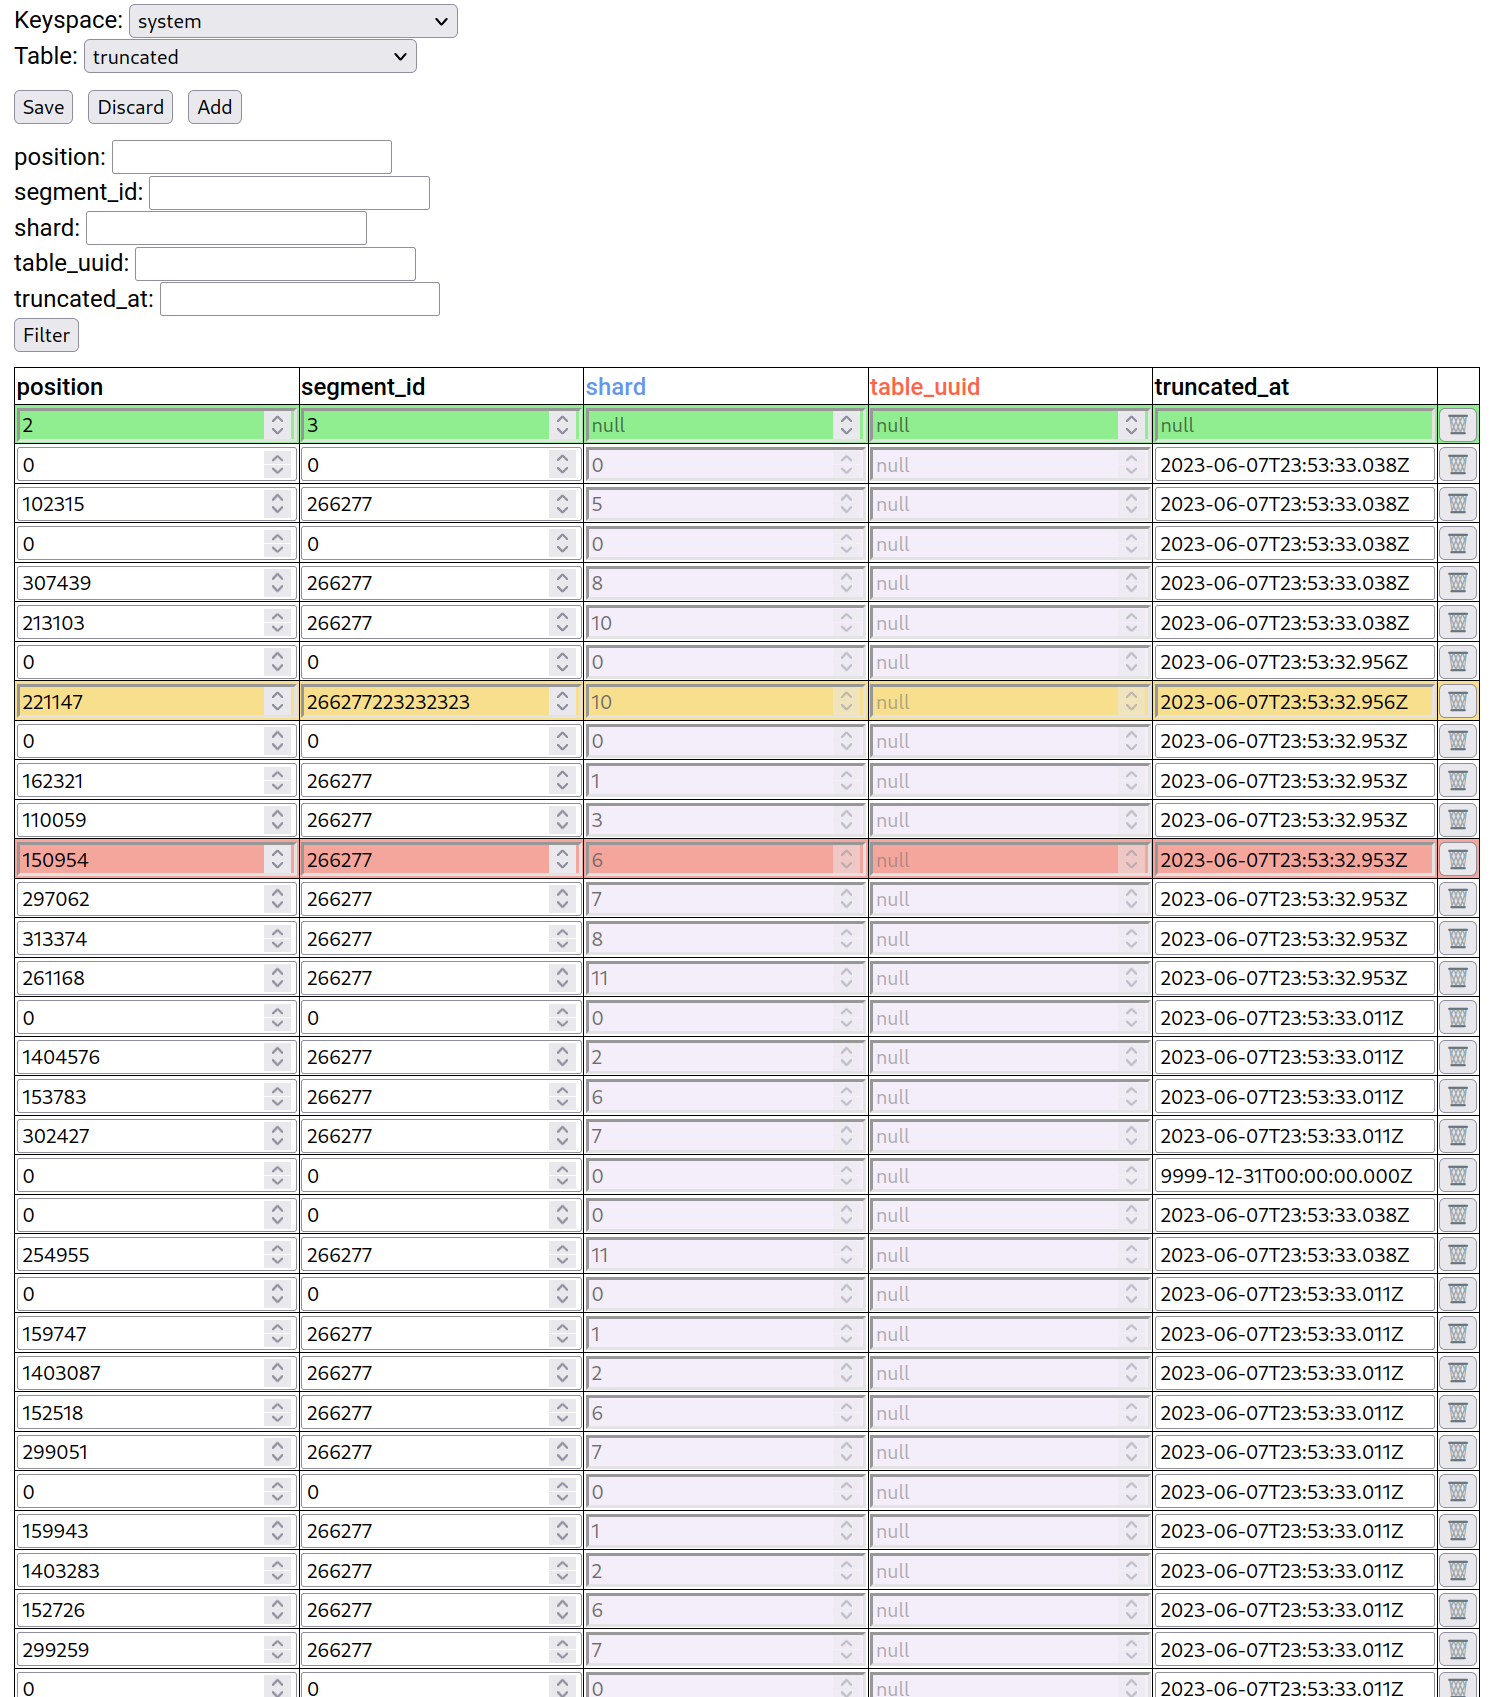 Keyspace: system
Table: truncated
Save Discard Add
position:
segment_id:
shard:
table_uuid:
truncated_at:
Filter
position segment_id shard table_uuid truncated_at
2 3 null null null
0 0 0 null 2023-06-07T23:53:33.038Z
102315 266277 5 null 2023-06-07T23:53:33.038Z
0 0 0 null 2023-06-07T23:53:33.038Z
307439 266277 8 null 2023-06-07T23:53:33.038Z
213103 266277 10 null 2023-06-07T23:53:33.038Z
0 0 0 null 2023-06-07T23:53:32.956Z
221147 266277223232323 10 null 2023-06-07T23:53:32.956Z
0 0 0 null 2023-06-07T23:53:32.953Z
162321 266277 1 null 2023-06-07T23:53:32.953Z
110059 266277 3 null 2023-06-07T23:53:32.953Z
150954 266277 6 null 2023-06-07T23:53:32.953Z
297062 266277 7 null 2023-06-07T23:53:32.953Z
313374 266277 8 null 2023-06-07T23:53:32.953Z
261168 266277 11 null 2023-06-07T23:53:32.953Z
0 0 0 null 2023-06-07T23:53:33.011Z
1404576 266277 2 null 2023-06-07T23:53:33.011Z
153783 266277 6 null 2023-06-07T23:53:33.011Z
302427 266277 7 null 2023-06-07T23:53:33.011Z
0 0 0 null 9999-12-31T00:00:00.000Z
0 0 0 null 2023-06-07T23:53:33.038Z
254955 266277 11 null 2023-06-07T23:53:33.038Z
0 0 0 null 2023-06-07T23:53:33.011Z
159747 266277 1 null 2023-06-07T23:53:33.011Z
1403087 266277 2 null 2023-06-07T23:53:33.011Z
152518 266277 6 null 2023-06-07T23:53:33.011Z
299051 266277 7 null 2023-06-07T23:53:33.011Z
0 0 0 null 2023-06-07T23:53:33.011Z
159943 266277 1 null 2023-06-07T23:53:33.011Z
1403283 266277 2 null 2023-06-07T23:53:33.011Z
152726 266277 6 null 2023-06-07T23:53:33.011Z
299259 266277 7 null 2023-06-07T23:53:33.011Z
0 0 0 null 2023-06-07T23:53:33.011Z